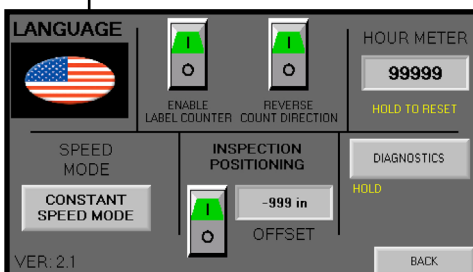 LANGUAGE
ENABLE
LABEL COUNTER
REVERSE
COUNT DIRECTION
HOUR METER
99999
HOLD TO RESET
SPEED
MODE
CONSTANT
SPEED MODE
INSPECTION
POSITIONING
-999 in
OFFSET
DIAGNOSTICS
HOLD
VER: 2.1
BACK